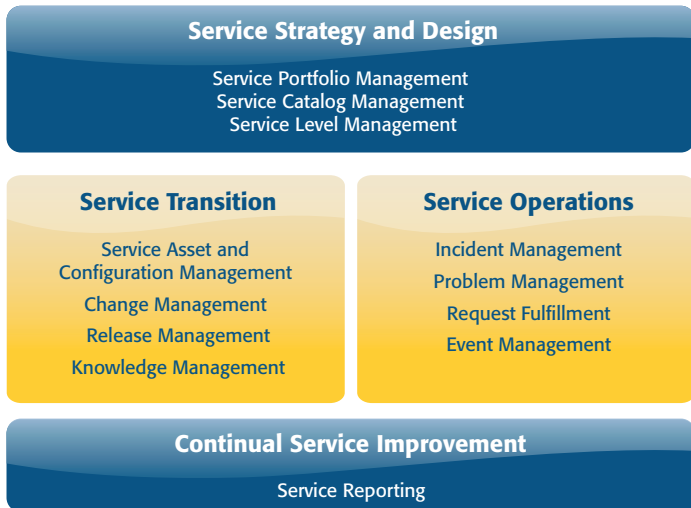 Service Strategy and Design
Service Portfolio Management
Service Catalog Management
Service Level Management
Service Transition
Service Asset and
Configuration Management
Change Management
Release Management
Knowledge Management
Service Operations
Incident Management
Problem Management
Request Fulfillment
Event Management
Continual Service Improvement
Service Reporting